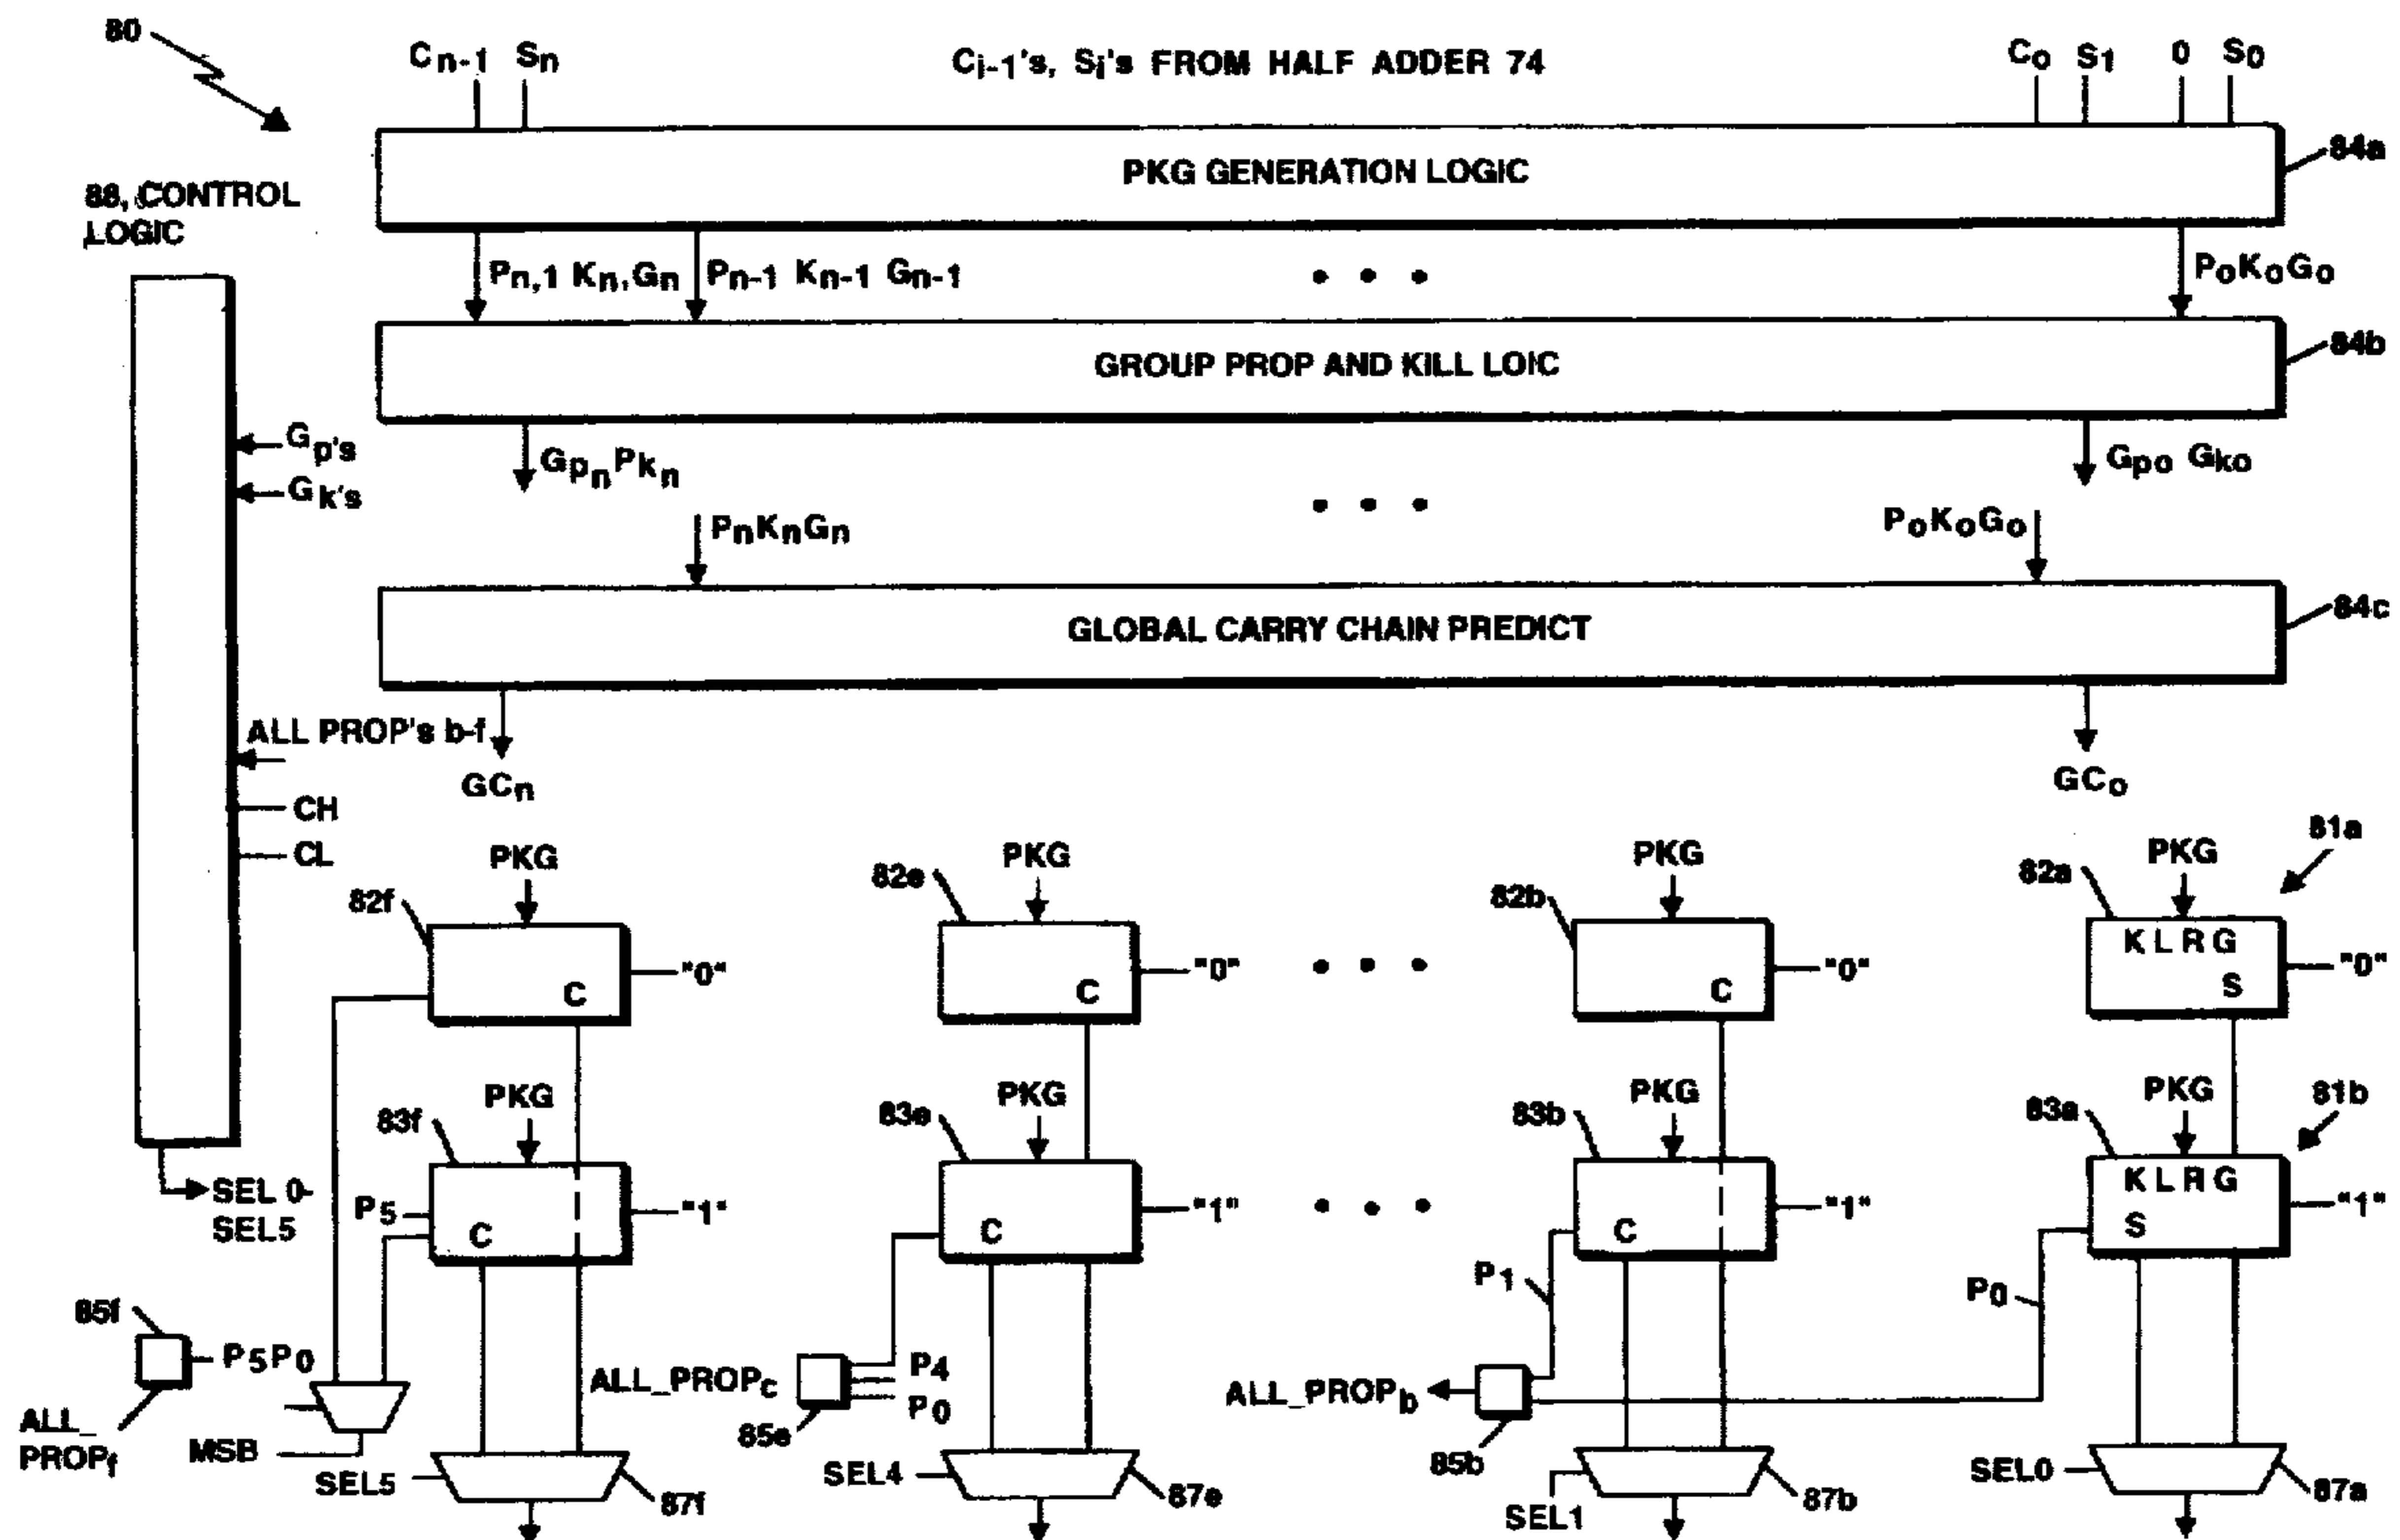 80
Cn-1 Sn
Ci-1's, Si's FROM HALF ADDER 74
Co S1 0 S0
PKG GENERATION LOGIC
84a
88, CONTROL
LOGIC
Pn,1 Kn,Gn
Pn-1 Kn-1 Gn-1
PoKoGo
GROUP PROP AND KILL LOIC
84b
Gp's
Gk's
GpnPkn
Gpo Gko
PnKnGn
PoKoGo
GLOBAL CARRY CHAIN PREDICT
84c
ALL PROP's b-f
GCn
GCo
CH
CL
PKG
PKG
PKG
PKG
81a
82f
82e
82b
82a
C
"0"
C
"0"
C
"0"
K L R G
S
"0"
PKG
PKG
PKG
PKG
81b
83f
83e
83b
83a
SEL 0-
SEL5
P5
C
"1"
C
"1"
C
"1"
K L R G
S
"1"
P1
P0
85f
P5P0
ALL_PROPc
P4
P0
85e
ALL_PROPb
85b
ALL_
PROPf
MSB
SEL5
87f
SEL4
87e
SEL1
87b
SEL0
87a